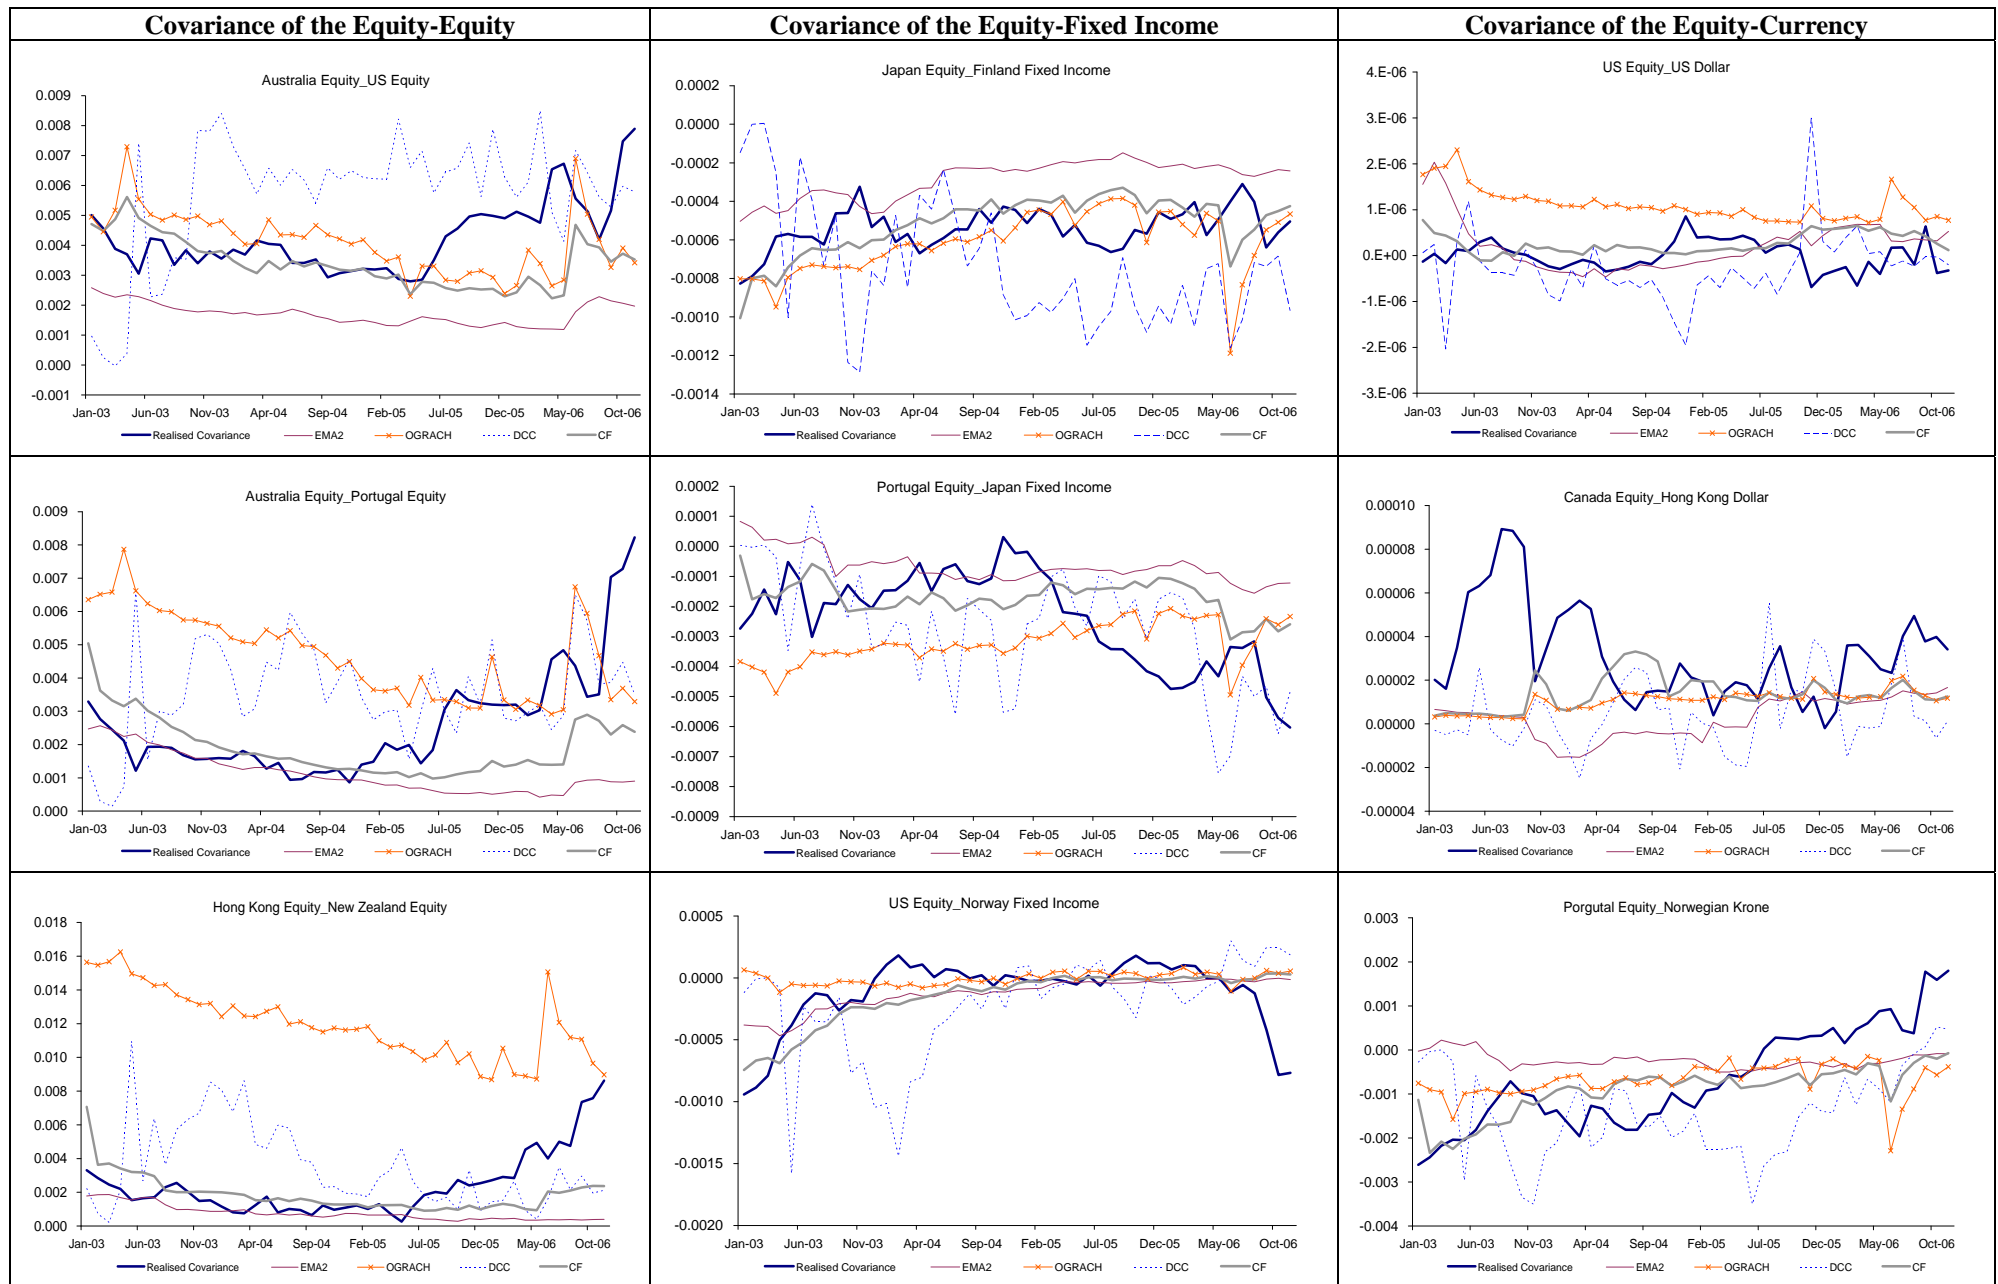 Covariance of the Equity-Equity
Covariance of the Equity-Fixed Income
Covariance of the Equity-Currency
Australia Equity_US Equity
0.009
0.008
0.007
0.006
0.005
0.004
0.003
0.002
0.001
0.000
-0.001
Jan-03 Jun-03 Nov-03 Apr-04 Sep-04 Feb-05 Jul-05 Dec-05 May-06 Oct-06
Realised Covariance EMA2 OGRACH DCC CF
Japan Equity_Finland Fixed Income
0.0002
0.0000
-0.0002
-0.0004
-0.0006
-0.0008
-0.0010
-0.0012
-0.0014
Jan-03 Jun-03 Nov-03 Apr-04 Sep-04 Feb-05 Jul-05 Dec-05 May-06 Oct-06
Realised Covariance EMA2 OGRACH DCC CF
US Equity_US Dollar
4.E-06
3.E-06
2.E-06
1.E-06
0.E+00
-1.E-06
-2.E-06
-3.E-06
Jan-03 Jun-03 Nov-03 Apr-04 Sep-04 Feb-05 Jul-05 Dec-05 May-06 Oct-06
Realised Covariance EMA2 OGRACH DCC CF
Australia Equity_Portugal Equity
0.009
0.008
0.007
0.006
0.005
0.004
0.003
0.002
0.001
0.000
Jan-03 Jun-03 Nov-03 Apr-04 Sep-04 Feb-05 Jul-05 Dec-05 May-06 Oct-06
Realised Covariance EMA2 OGRACH DCC CF
Portugal Equity_Japan Fixed Income
0.0002
0.0001
0.0000
-0.0001
-0.0002
-0.0003
-0.0004
-0.0005
-0.0006
-0.0007
-0.0008
-0.0009
Jan-03 Jun-03 Nov-03 Apr-04 Sep-04 Feb-05 Jul-05 Dec-05 May-06 Oct-06
Realised Covariance EMA2 OGRACH DCC CF
Canada Equity_Hong Kong Dollar
0.00010
0.00008
0.00006
0.00004
0.00002
0.00000
-0.00002
-0.00004
Jan-03 Jun-03 Nov-03 Apr-04 Sep-04 Feb-05 Jul-05 Dec-05 May-06 Oct-06
Realised Covariance EMA2 OGRACH DCC CF
Hong Kong Equity_New Zealand Equity
0.018
0.016
0.014
0.012
0.010
0.008
0.006
0.004
0.002
0.000
Jan-03 Jun-03 Nov-03 Apr-04 Sep-04 Feb-05 Jul-05 Dec-05 May-06 Oct-06
Realised Covariance EMA2 OGRACH DCC CF
US Equity_Norway Fixed Income
0.0005
0.0000
-0.0005
-0.0010
-0.0015
-0.0020
Jan-03 Jun-03 Nov-03 Apr-04 Sep-04 Feb-05 Jul-05 Dec-05 May-06 Oct-06
Realised Covariance EMA2 OGRACH DCC CF
Porgutal Equity_Norwegian Krone
0.003
0.002
0.001
0.000
-0.001
-0.002
-0.003
-0.004
Jan-03 Jun-03 Nov-03 Apr-04 Sep-04 Feb-05 Jul-05 Dec-05 May-06 Oct-06
Realised Covariance EMA2 OGRACH DCC CF